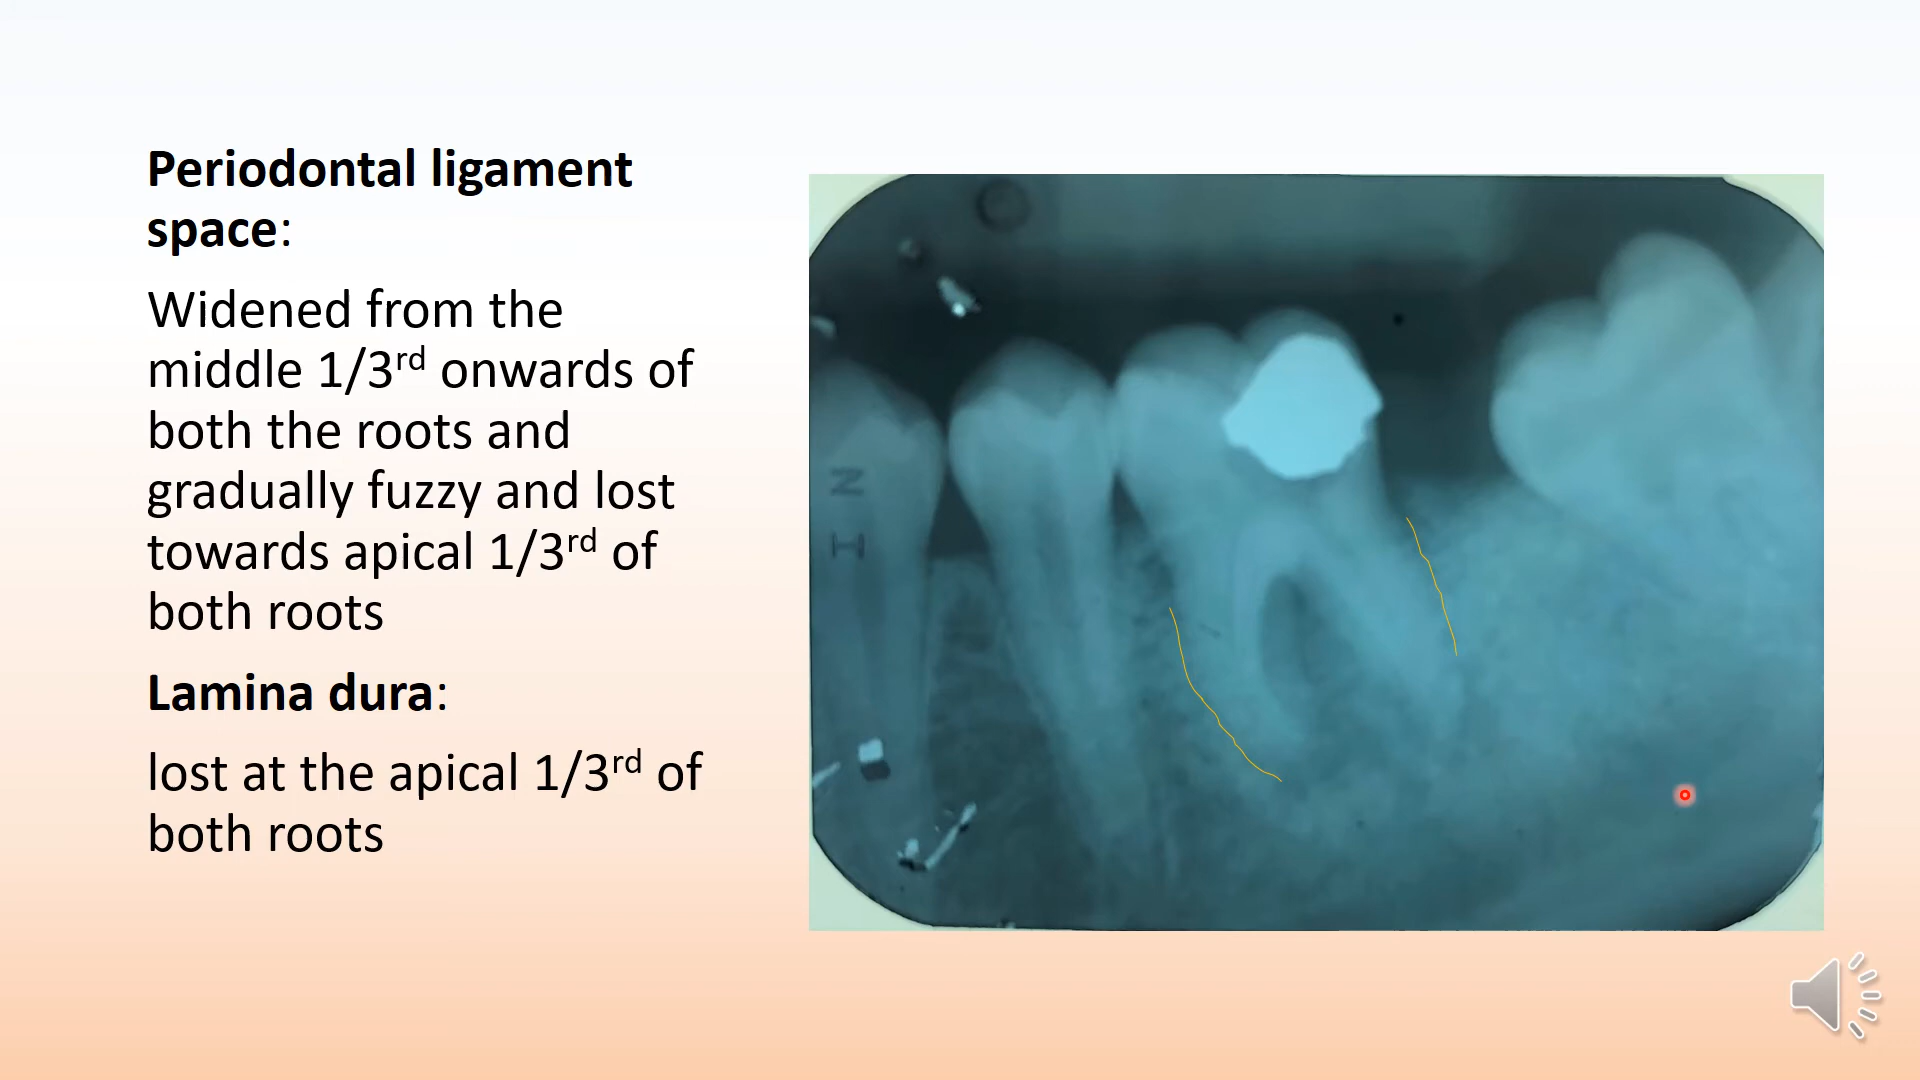 Periodontal ligament
space:
Widened from the
middle 1/3rd onwards of
both the roots and
gradually fuzzy and lost
towards apical 1/3rd of
both roots
Lamina dura:
lost at the apical 1/3rd of
both roots